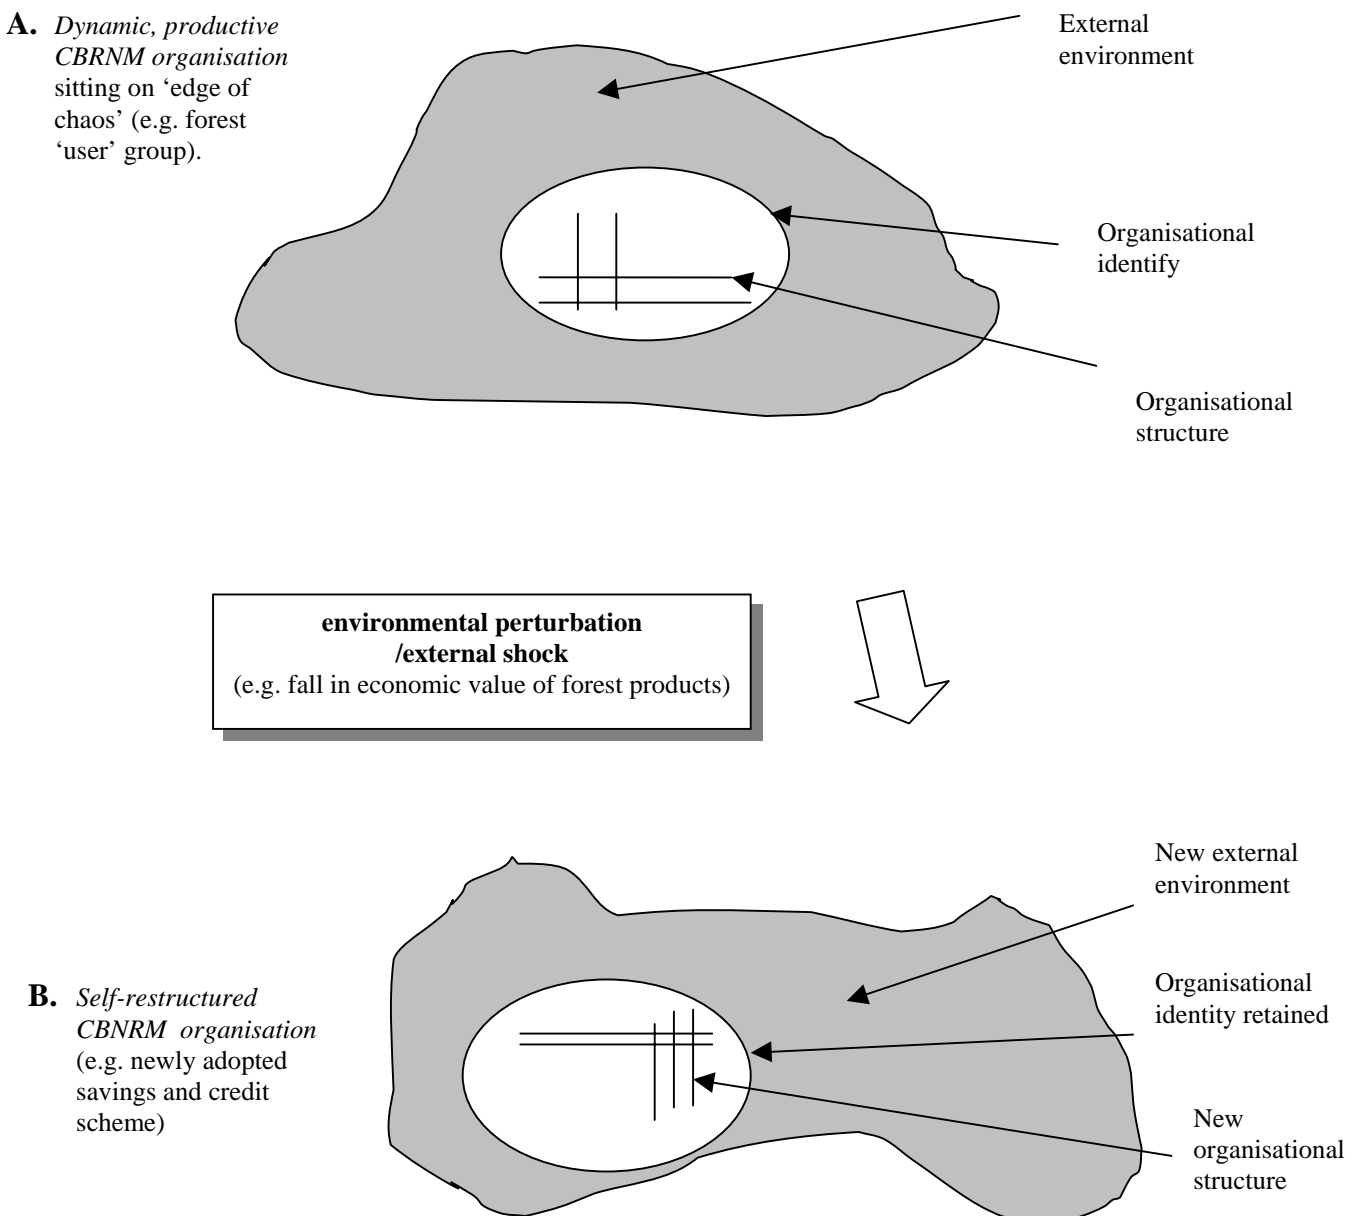 A. Dynamic, productive
CBRNM organisation
sitting on ‘edge of
chaos’ (e.g. forest
‘user’ group).
External
environment
Organisational
identify
Organisational
structure
environmental perturbation
/external shock
(e.g. fall in economic value of forest products)
New external
environment
B. Self-restructured
CBNRM organisation
(e.g. newly adopted
savings and credit
scheme)
Organisational
identity retained
New
organisational
structure